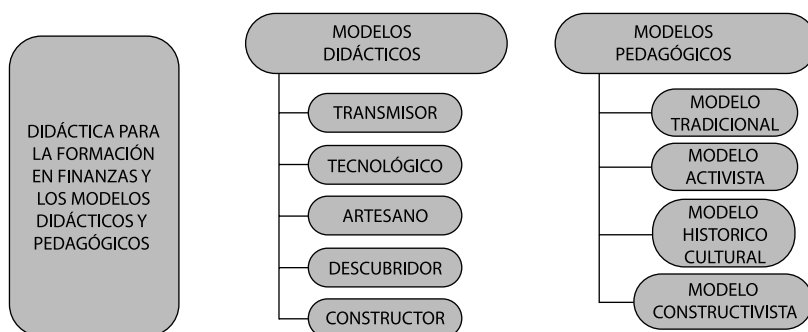 DIDÁCTICA PARA
LA FORMACIÓN
EN FINANZAS Y
LOS MODELOS
DIDÁCTICOS Y
PEDAGÓGICOS
MODELOS
DIDÁCTICOS
TRANSMISOR
TECNOLÓGICO
ARTESANO
DESCUBRIDOR
CONSTRUCTOR
MODELOS
PEDAGÓGICOS
MODELO
TRADICIONAL
MODELO
ACTIVISTA
MODELO
HISTORICO
CULTURAL
MODELO
CONSTRUCTIVISTA